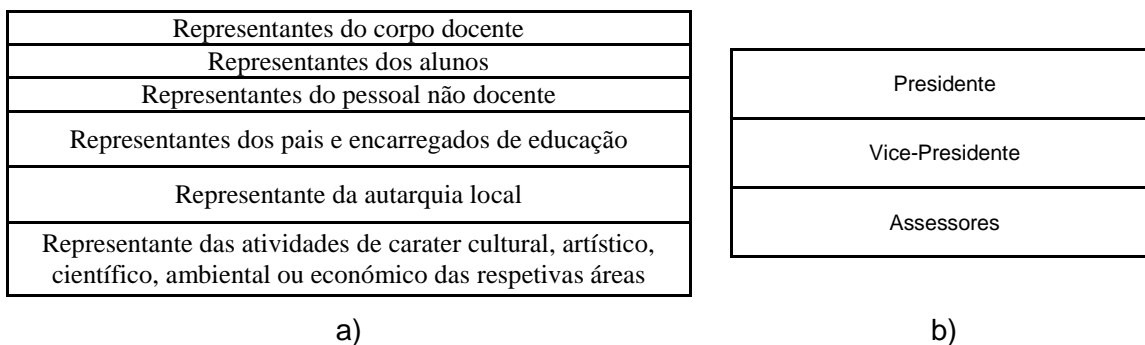 Representantes do corpo docente
Representantes dos alunos
Representantes do pessoal não docente
Representantes dos pais e encarregados de educação
Representante da autarquia local
Representante das atividades de carater cultural, artístico,
científico, ambiental ou económico das respetivas áreas
a)
Presidente
Vice-Presidente
Assessores
b)